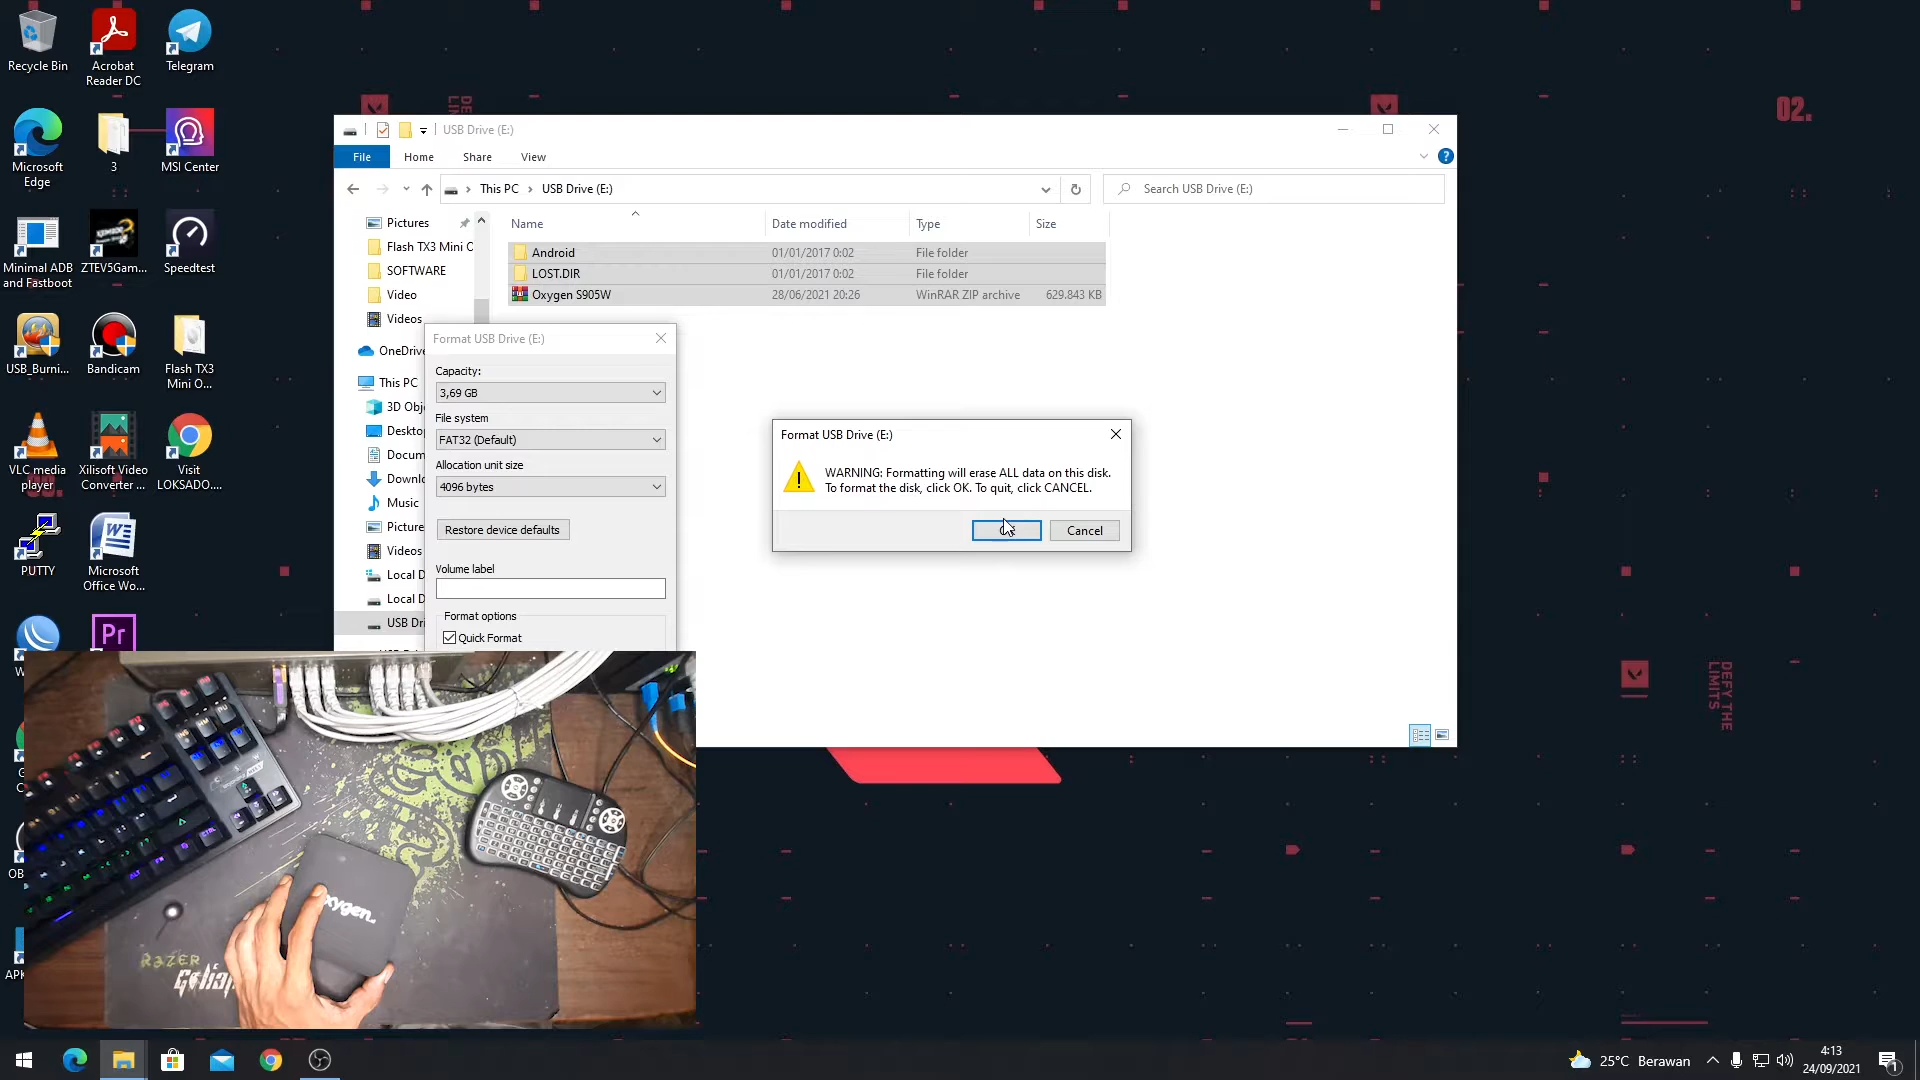 Recycle Bin
Acrobat
Reader DC
Telegram
Microsoft
Edge
3
MSI Center
Minimal ADB
and Fastboot
ZTEV5Gam...
Speedtest
USB_Burni...
Bandicam
Flash TX3
Mini O...
VLC media
player
Xilisoft Video
Converter ...
Visit
LOKSADO....
PUTTY
Microsoft
Office Wo...
Pr
USB Drive (E:)
File
Home
Share
View
This PC
USB Drive (E:)
Search USB Drive (E:)
Pictures
Flash TX3 Mini O
SOFTWARE
Video
Videos
OneDrive
This PC
3D Obj
Desktop
Docum
Downl
Music
Picture
Videos
Local D
Local D
USB Dri
Name
Date modified
Type
Size
Android
01/01/2017 0:02
File folder
LOST.DIR
01/01/2017 0:02
File folder
Oxygen S905W
28/06/2021 20:26
WinRAR ZIP archive
629.843 KB
Format USB Drive (E:)
Capacity:
3,69 GB
File system
FAT32 (Default)
Allocation unit size
4096 bytes
Restore device defaults
Volume label
Format options
Quick Format
Format USB Drive (E:)
WARNING: Formatting will erase ALL data on this disk.
To format the disk, click OK. To quit, click CANCEL.
Cancel
02.
DEFY THE
LIMITS
RAZER
25°C Berawan
4:13
24/09/2021
1